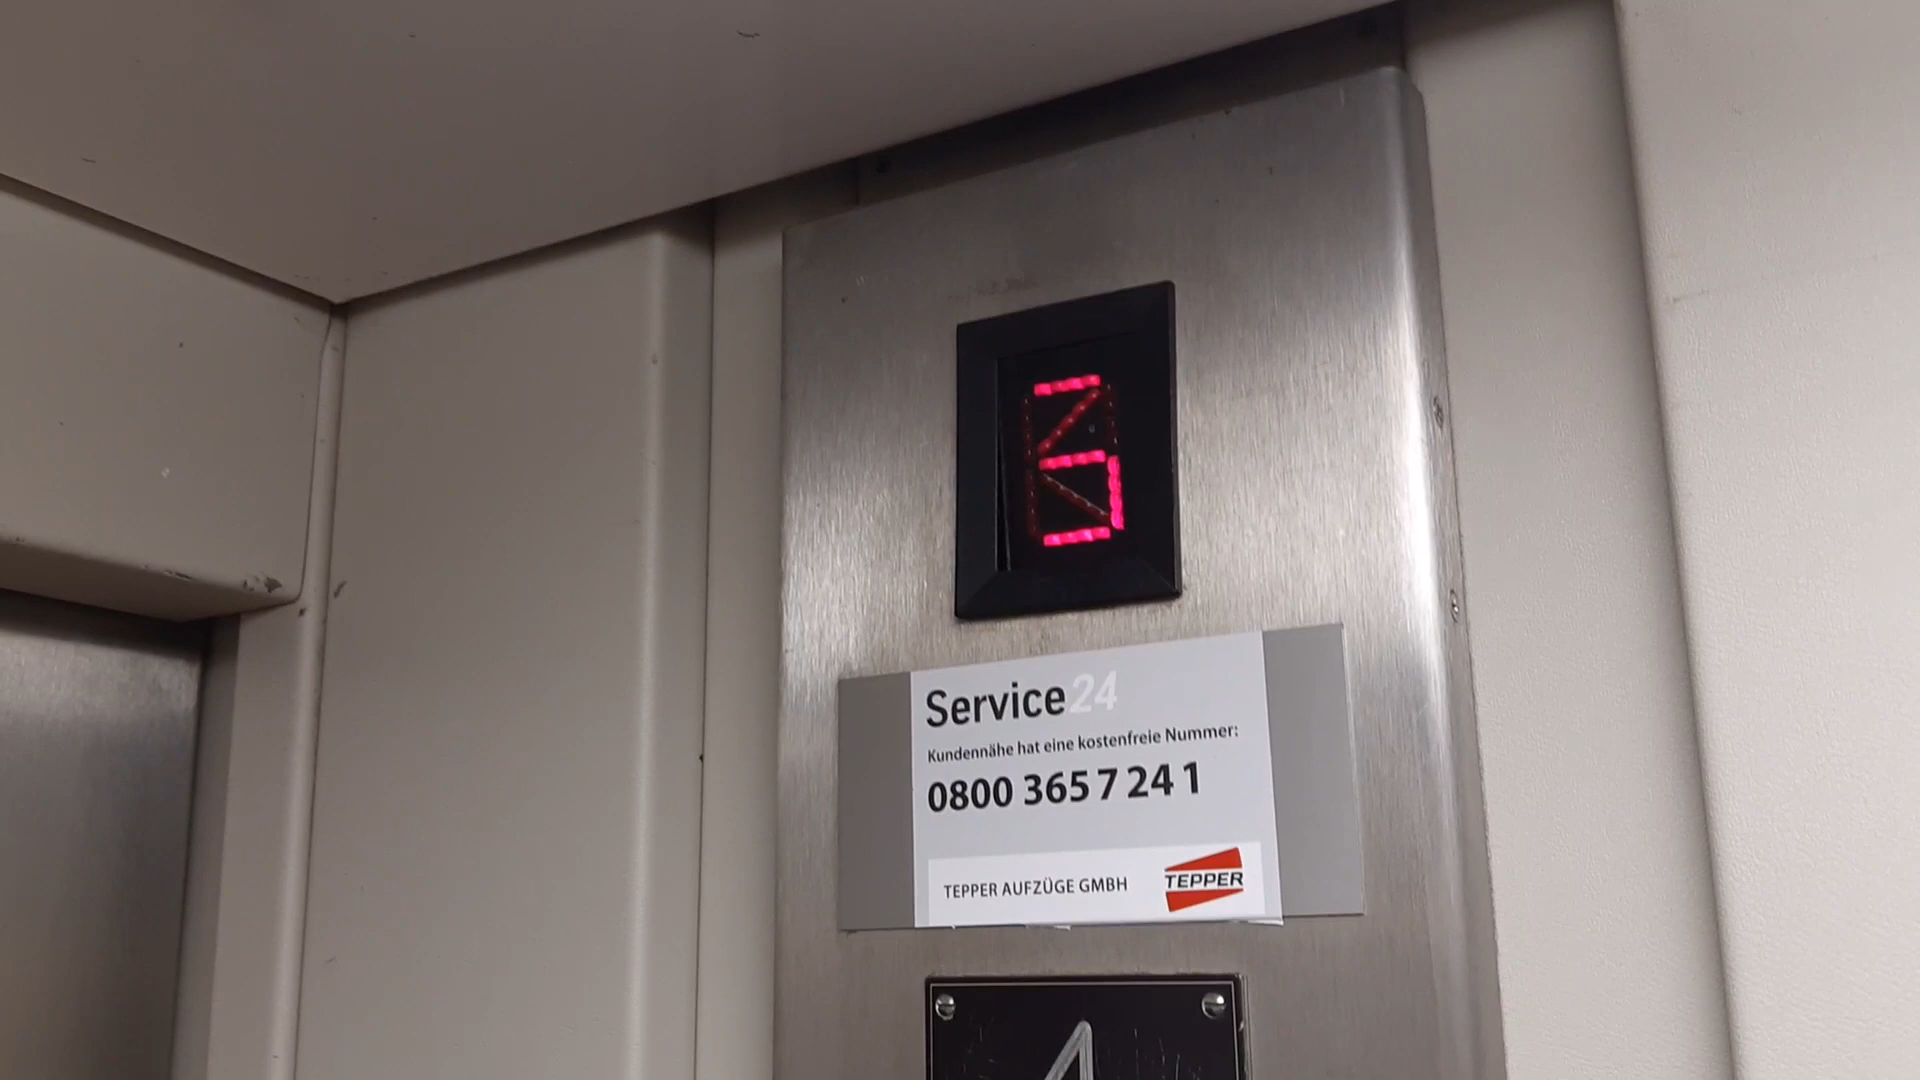 Service24
Kundennähe hat eine kostenfreie Nummer:
0800 365 7 24 1
TEPPER AUFZÜGE GMBH
TEPPER